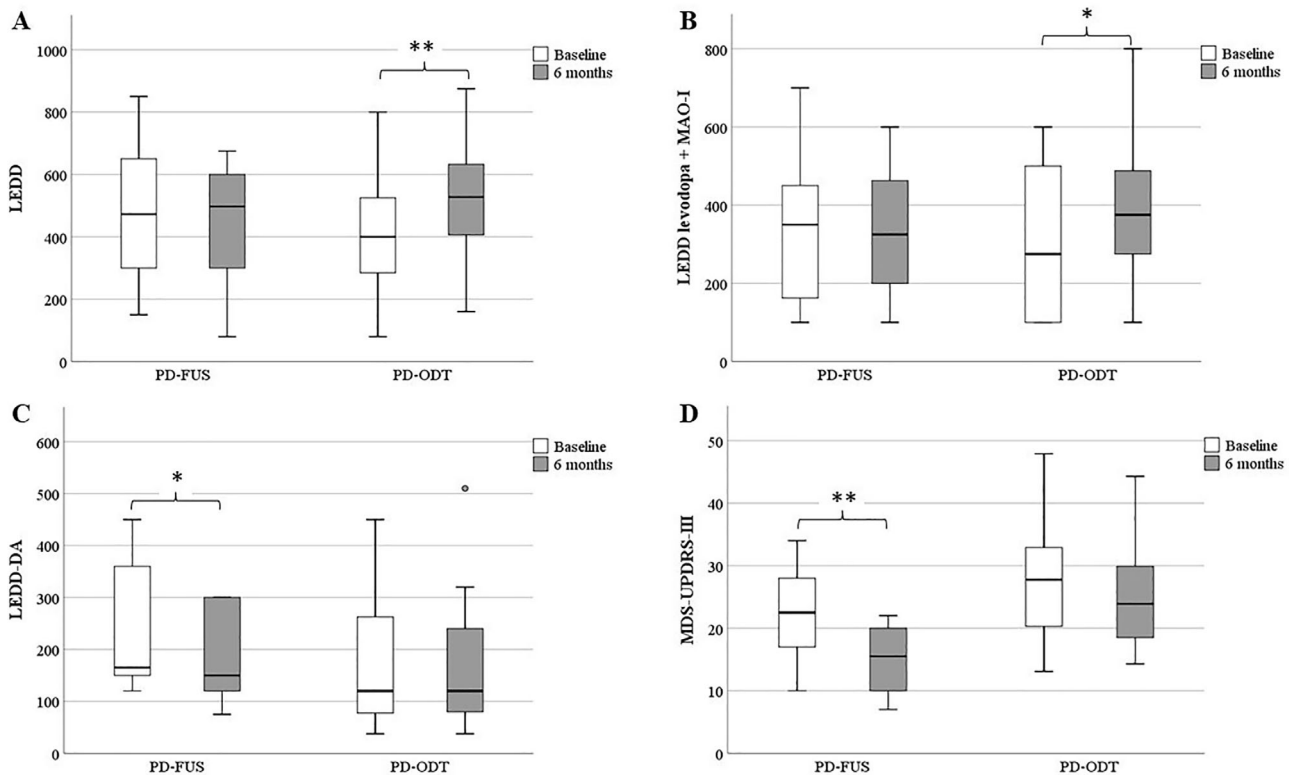 A
LEDD
1000
800
600
400
200
0
**
Baseline
6 months
PD-FUS
PD-ODT
B
LEDD levodopa + MAO-I
800
600
400
200
0
*
Baseline
6 months
PD-FUS
PD-ODT
C
LEDD-DA
600
500
400
300
200
100
0
*
Baseline
6 months
PD-FUS
PD-ODT
D
MDS-UPDRS-III
50
40
30
20
10
0
**
Baseline
6 months
PD-FUS
PD-ODT